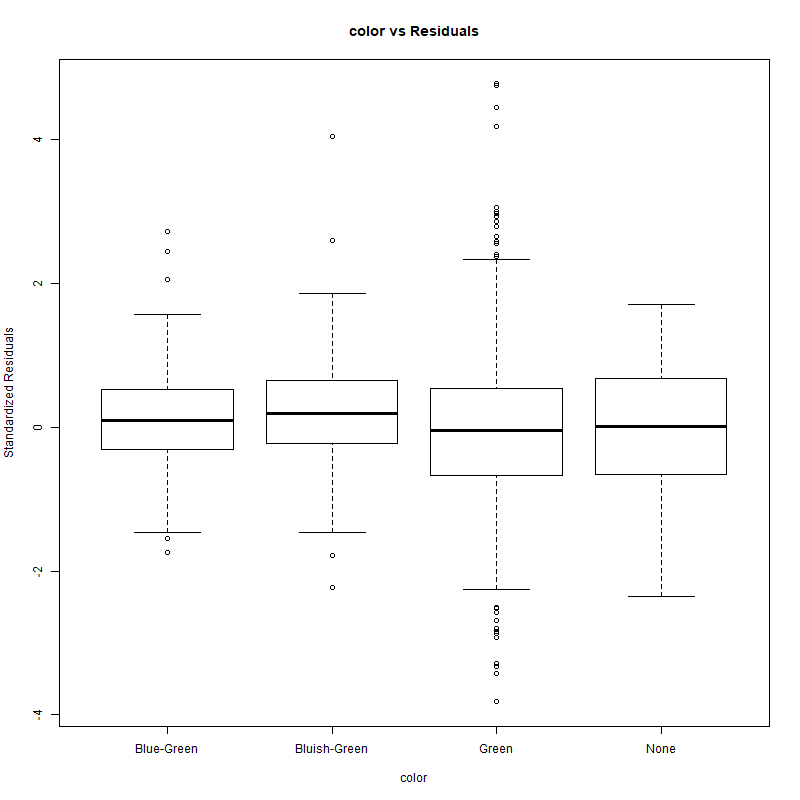 color vs Residuals
Standardized Residuals
4
2
0
-2
-4
Blue-Green
Bluish-Green
Green
None
color